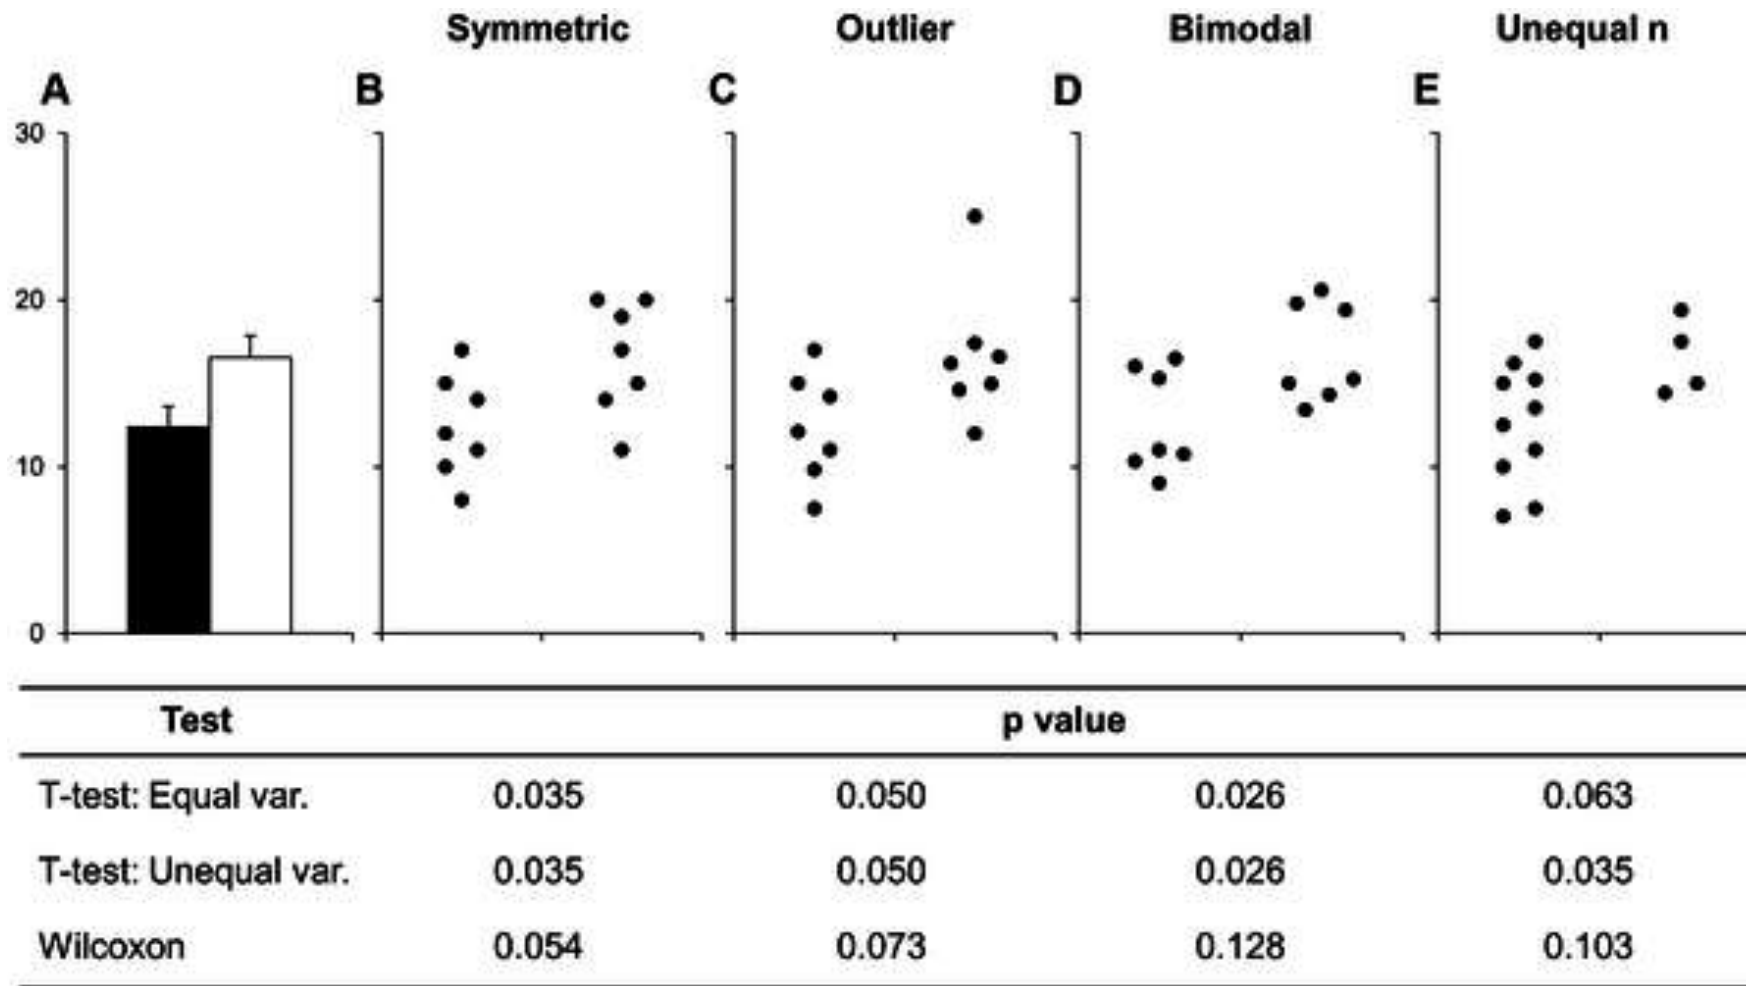 Symmetric Outlier Bimodal Unequal n
A B C D E
30
20
10
0
Test p value
T-test: Equal var. 0.035 0.050 0.026 0.063
T-test: Unequal var. 0.035 0.050 0.026 0.035
Wilcoxon 0.054 0.073 0.128 0.103